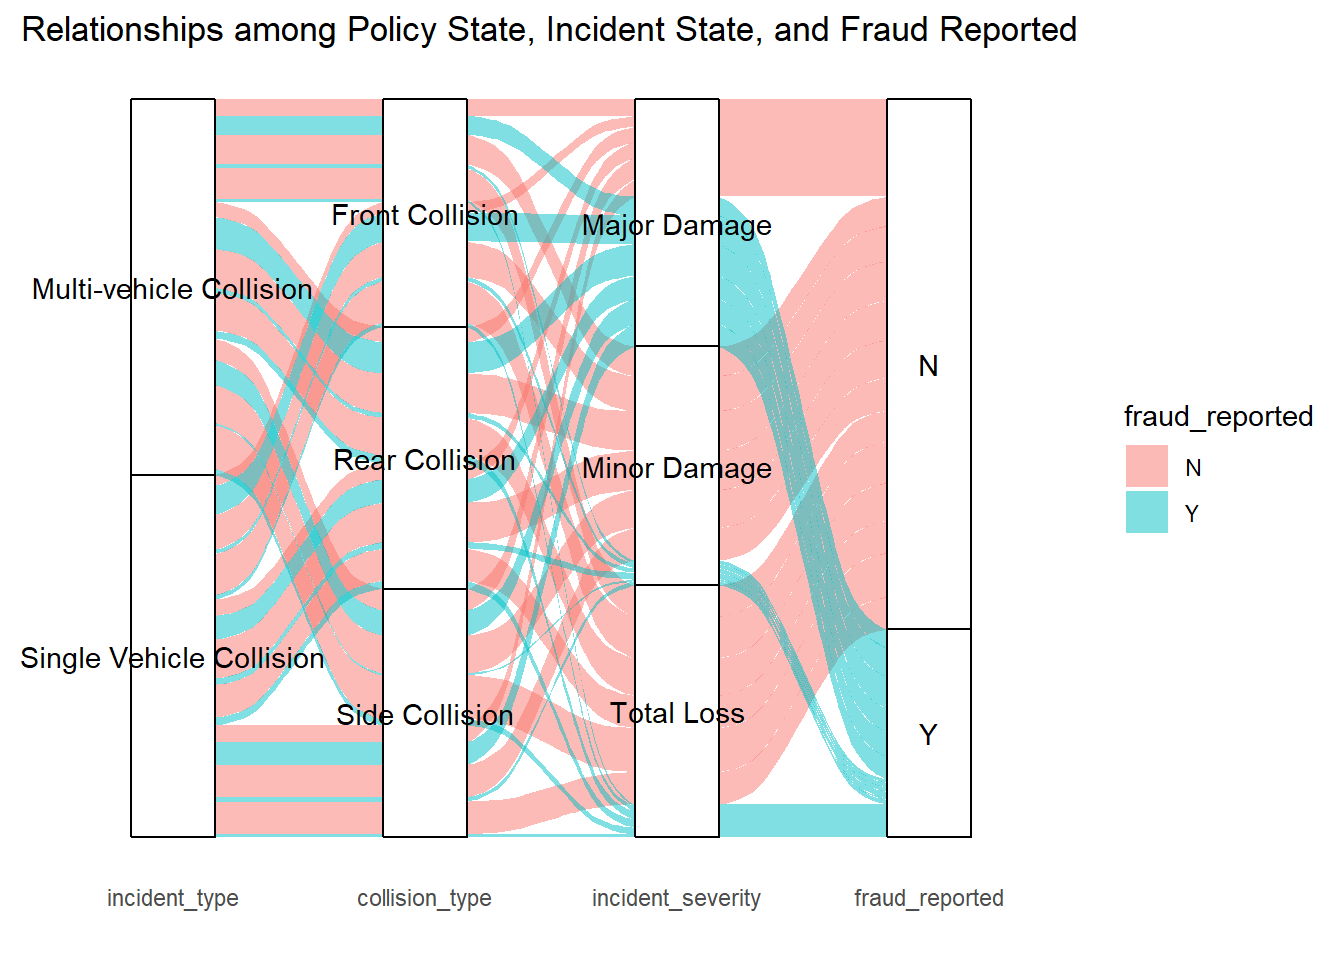 Relationships among Policy State, Incident State, and Fraud Reported
Multi-vehicle Collision
Single Vehicle Collision
Front Collision
Rear Collision
Side Collision
Major Damage
Minor Damage
Total Loss
N
Y
fraud_reported
N
Y
incident_type
collision_type
incident_severity
fraud_reported